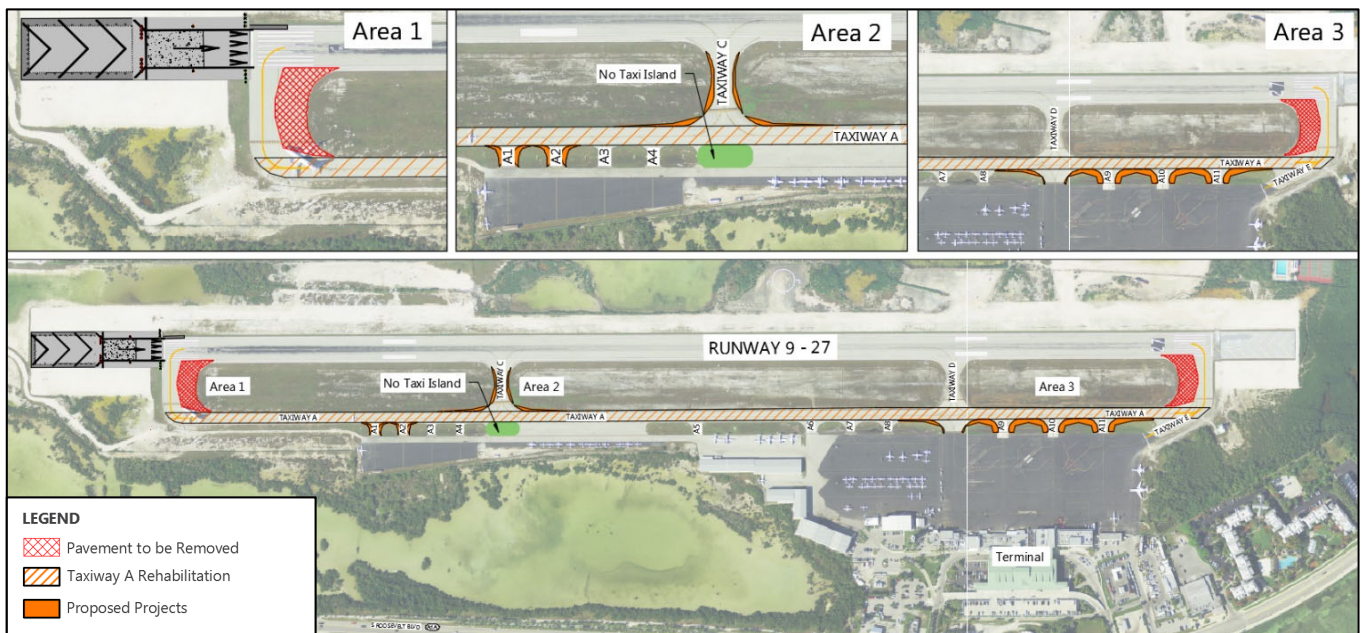 Area 1
Area 2
Area 3
No Taxi Island
TAXIWAY C
TAXIWAY A
A1
A2
A3
A4
TAXIWAY D
TAXIWAY A
A7
A8
A9
A10
A11
TAXIWAY E
RUNWAY 9 - 27
Area 1
No Taxi Island
TAXIWAY C
Area 2
TAXIWAY D
Area 3
TAXIWAY A
TAXIWAY A
TAXIWAY A
A1
A2
A3
A4
A5
A6
A7
A8
A9
A10
A11
TAXIWAY E
Terminal
LEGEND
Pavement to be Removed
Taxiway A Rehabilitation
Proposed Projects
S ROOSEVELT BLVD